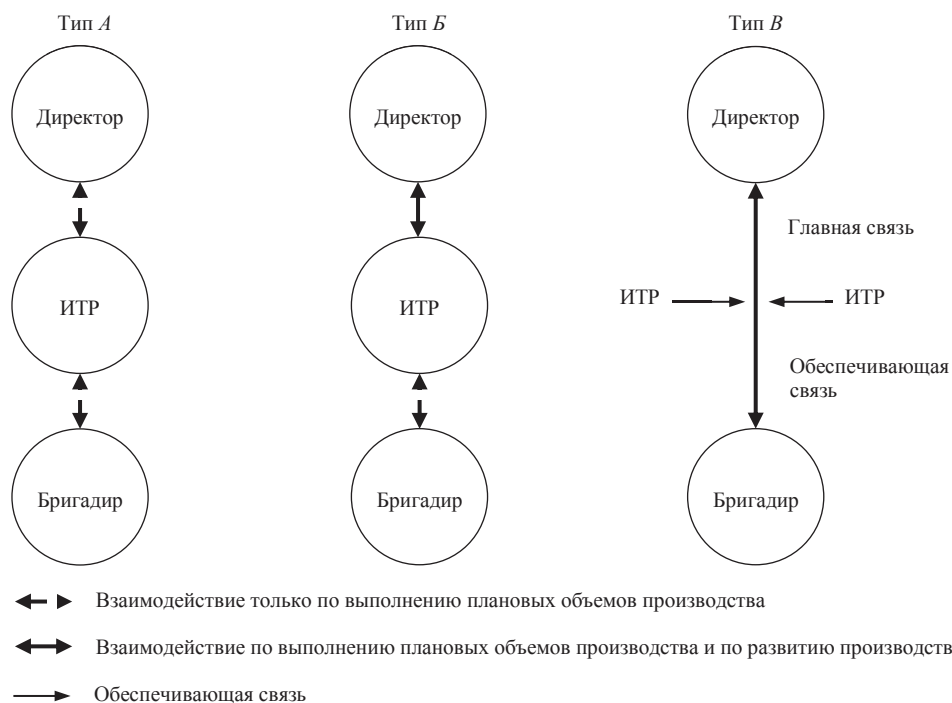 Тип А Тип Б Тип В
Директор Директор Директор
Главная связь
ИТР ИТР ИТР ИТР
Обеспечивающая
связь
Бригадир Бригадир Бригадир
Взаимодействие только по выполнению плановых объемов производства
Взаимодействие по выполнению плановых объемов производства и по развитию производств
Обеспечивающая связь